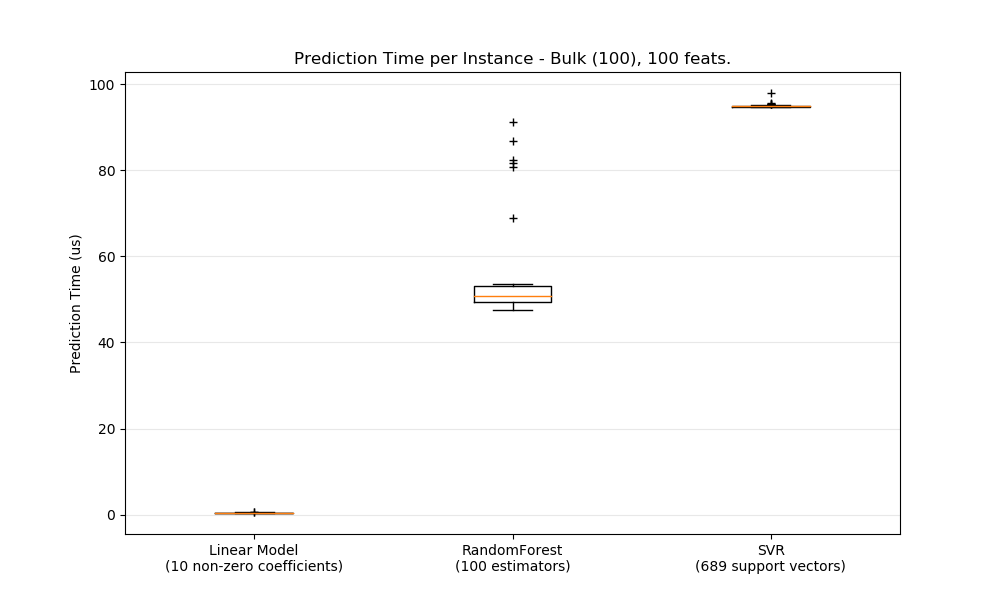 Prediction Time per Instance - Bulk (100), 100 feats.
Prediction Time (us)
100
80
60
40
20
0
Linear Model
(10 non-zero coefficients)
RandomForest
(100 estimators)
SVR
(689 support vectors)